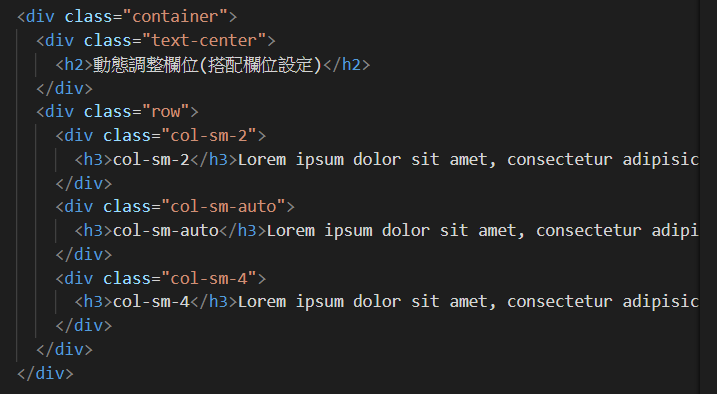 <div class="container">
<div class="text-center">
<h2>動態調整欄位(搭配欄位設定)</h2>
</div>
<div class="row">
<div class="col-sm-2">
<h3>col-sm-2</h3>Lorem ipsum dolor sit amet, consectetur adipisic
</div>
<div class="col-sm-auto">
<h3>col-sm-auto</h3>Lorem ipsum dolor sit amet, consectetur adipi
</div>
<div class="col-sm-4">
<h3>col-sm-4</h3>Lorem ipsum dolor sit amet, consectetur adipisic
</div>
</div>
</div>